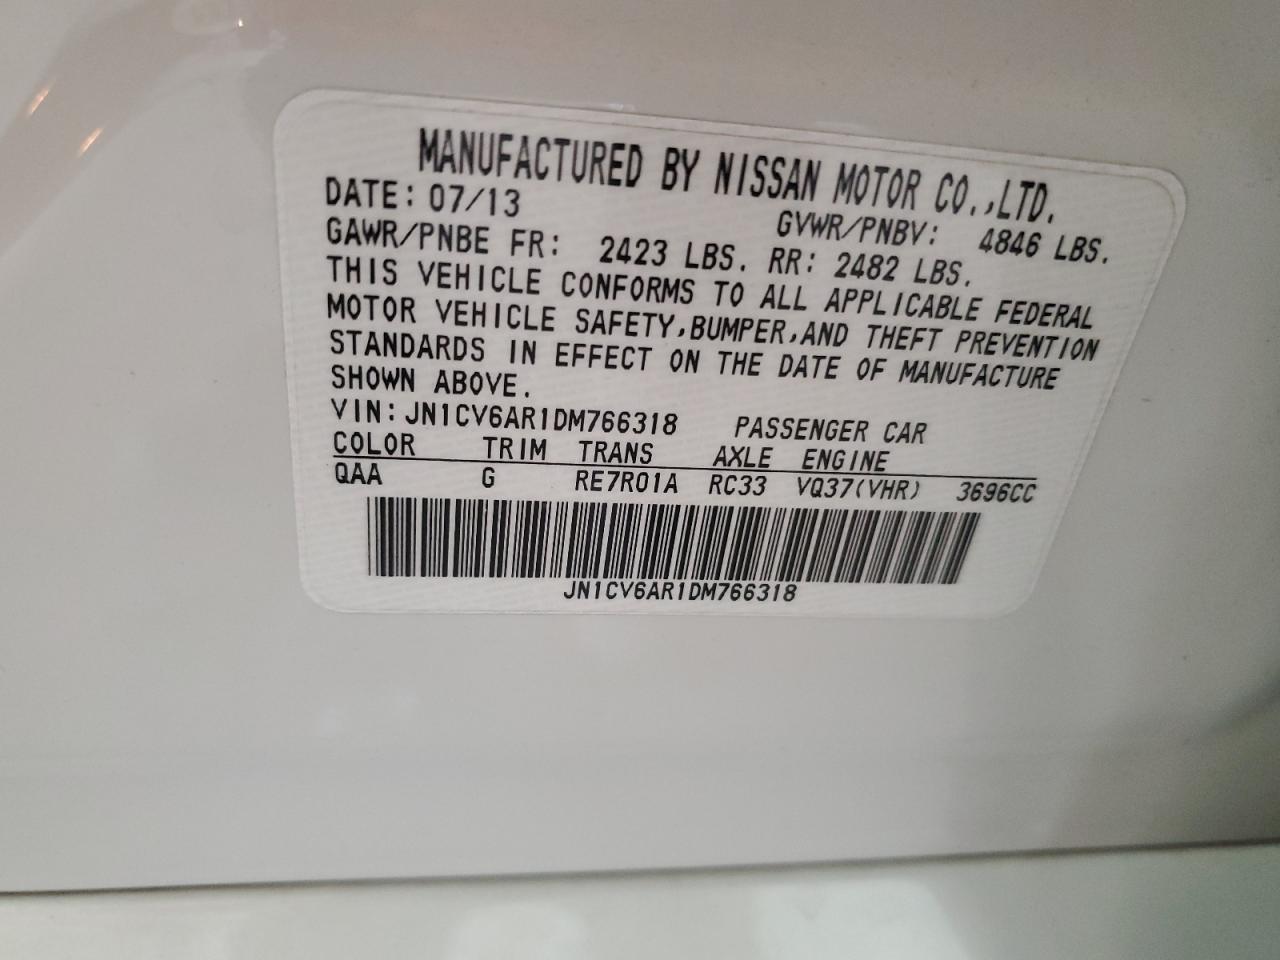 MANUFACTURED BY NISSAN MOTOR CO.,LTD.
DATE: 07/13 GVWR/PNBV: 4846 LBS.
GAWR/PNBE FR: 2423 LBS. RR: 2482 LBS.
THIS VEHICLE CONFORMS TO ALL APPLICABLE FEDERAL
MOTOR VEHICLE SAFETY,BUMPER,AND THEFT PREVENTION
STANDARDS IN EFFECT ON THE DATE OF MANUFACTURE
SHOWN ABOVE.
VIN: JN1CV6AR1DM766318 PASSENGER CAR
COLOR TRIM TRANS AXLE ENGINE
QAA G RE7R01A RC33 VQ37(VHR) 3696CC
JN1CV6AR1DM766318